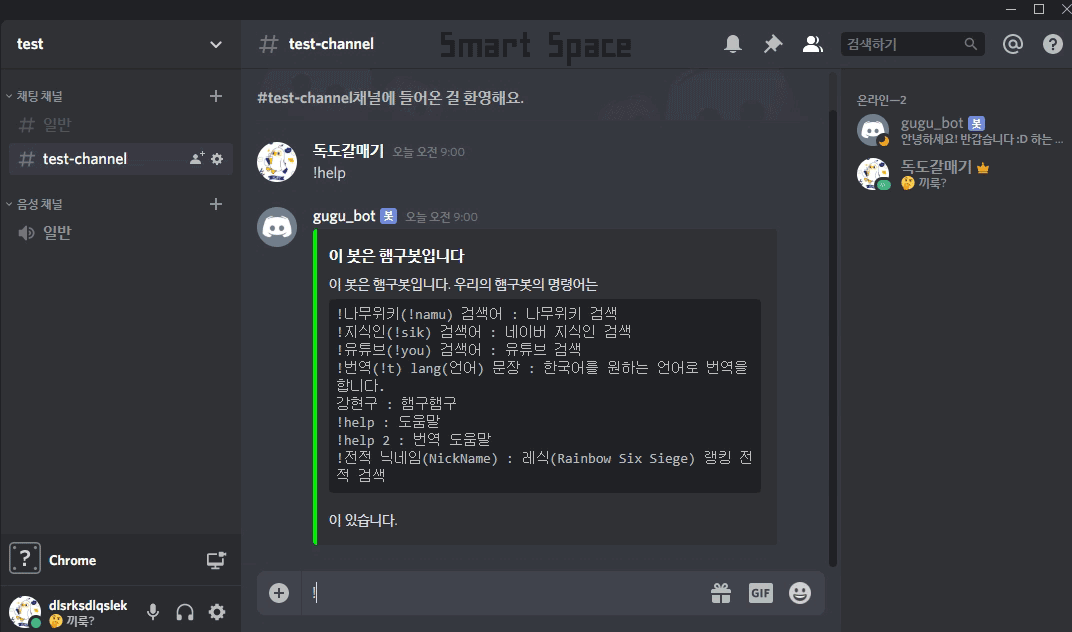 test
# test-channel
Smart Space
검색하기
채팅 채널
# 일반
# test-channel
음성 채널
일반
#test-channel채널에 들어온 걸 환영해요.
독도갈매기 오늘 오전 9:00
!help
gugu_bot 봇 오늘 오전 9:00
이 봇은 햄구봇입니다
이 봇은 햄구봇입니다. 우리의 햄구봇의 명령어는
!나무위키(!namu) 검색어 : 나무위키 검색
!지식인(!sik) 검색어 : 네이버 지식인 검색
!유튜브(!you) 검색어 : 유튜브 검색
!번역(!t) lang(언어) 문장 : 한국어를 원하는 언어로 번역을
합니다.
강현구 : 햄구햄구
!help : 도움말
!help 2 : 번역 도움말
!전적 닉네임(NickName) : 레식(Rainbow Six Siege) 랭킹 전
적 검색
이 있습니다.
!
GIF
온라인—2
gugu_bot 봇
안녕하세요! 반갑습니다 :D 하는 ...
독도갈매기
끼룩?
? Chrome
dlsrksdlqslek
끼룩?